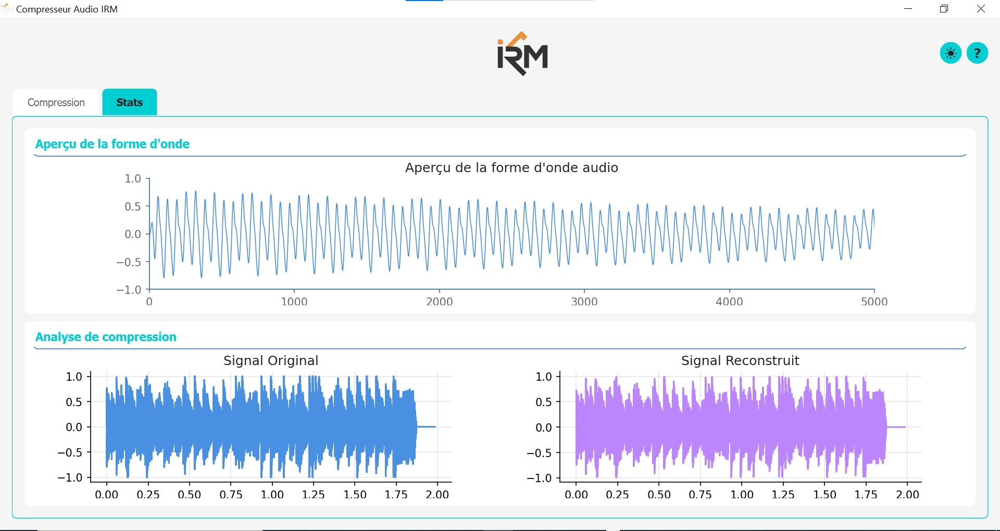 Compresseur Audio IRM
iRM
?
Compression
Stats
Aperçu de la forme d'onde
Aperçu de la forme d'onde audio
1.0
0.5
0.0
−0.5
−1.0
0 1000 2000 3000 4000 5000
Analyse de compression
Signal Original
1.0
0.5
0.0
−0.5
−1.0
0.00 0.25 0.50 0.75 1.00 1.25 1.50 1.75 2.00
Signal Reconstruit
1.0
0.5
0.0
−0.5
−1.0
0.00 0.25 0.50 0.75 1.00 1.25 1.50 1.75 2.00